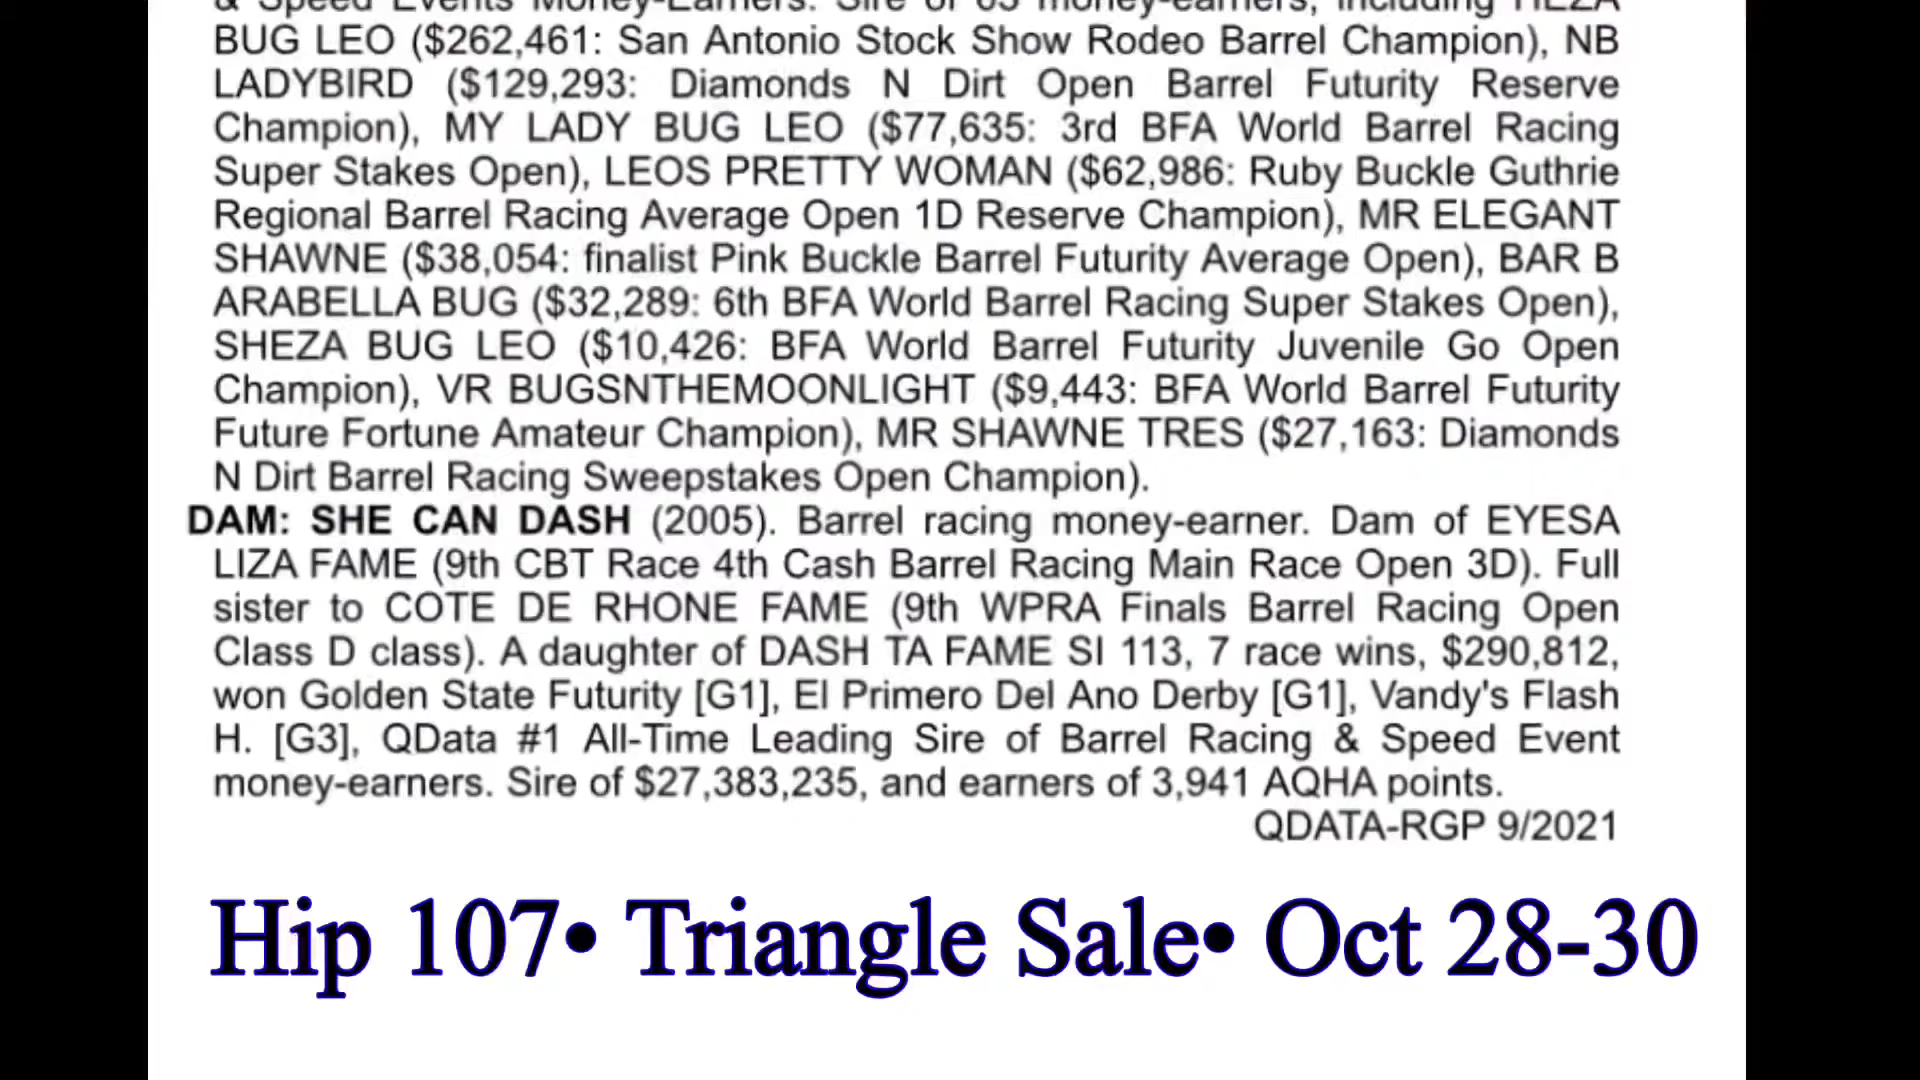 & Speed Events Money-Earners. Sire of 63 money-earners, including HEZA
BUG LEO ($262,461: San Antonio Stock Show Rodeo Barrel Champion), NB
LADYBIRD ($129,293: Diamonds N Dirt Open Barrel Futurity Reserve
Champion), MY LADY BUG LEO ($77,635: 3rd BFA World Barrel Racing
Super Stakes Open), LEOS PRETTY WOMAN ($62,986: Ruby Buckle Guthrie
Regional Barrel Racing Average Open 1D Reserve Champion), MR ELEGANT
SHAWNE ($38,054: finalist Pink Buckle Barrel Futurity Average Open), BAR B
ARABELLA BUG ($32,289: 6th BFA World Barrel Racing Super Stakes Open),
SHEZA BUG LEO ($10,426: BFA World Barrel Futurity Juvenile Go Open
Champion), VR BUGSNTHEMOONLIGHT ($9,443: BFA World Barrel Futurity
Future Fortune Amateur Champion), MR SHAWNE TRES ($27,163: Diamonds
N Dirt Barrel Racing Sweepstakes Open Champion).
DAM: SHE CAN DASH (2005). Barrel racing money-earner. Dam of EYESA
LIZA FAME (9th CBT Race 4th Cash Barrel Racing Main Race Open 3D). Full
sister to COTE DE RHONE FAME (9th WPRA Finals Barrel Racing Open
Class D class). A daughter of DASH TA FAME SI 113, 7 race wins, $290,812,
won Golden State Futurity [G1], El Primero Del Ano Derby [G1], Vandy's Flash
H. [G3], QData #1 All-Time Leading Sire of Barrel Racing & Speed Event
money-earners. Sire of $27,383,235, and earners of 3,941 AQHA points.
QDATA-RGP 9/2021
Hip 107• Triangle Sale• Oct 28-30